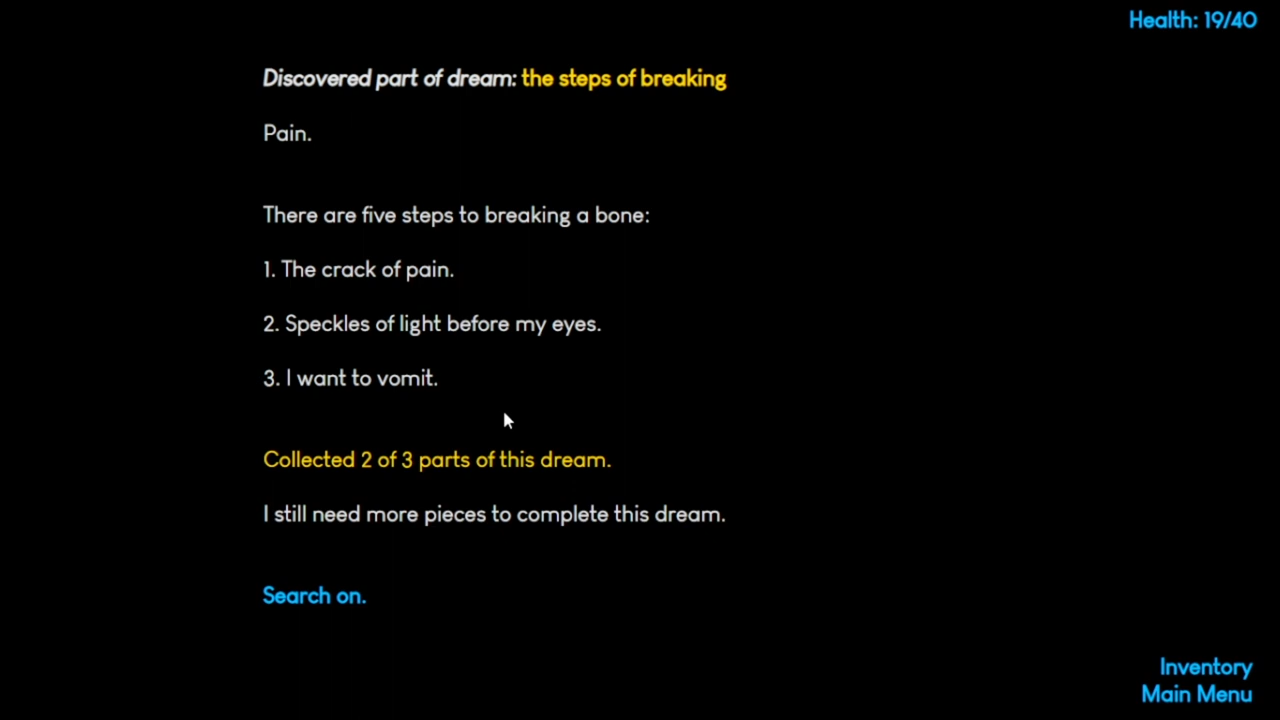 Health: 19/40
Discovered part of dream: the steps of breaking
Pain.
There are five steps to breaking a bone:
1. The crack of pain.
2. Speckles of light before my eyes.
3. I want to vomit.
Collected 2 of 3 parts of this dream.
I still need more pieces to complete this dream.
Search on.
Inventory
Main Menu